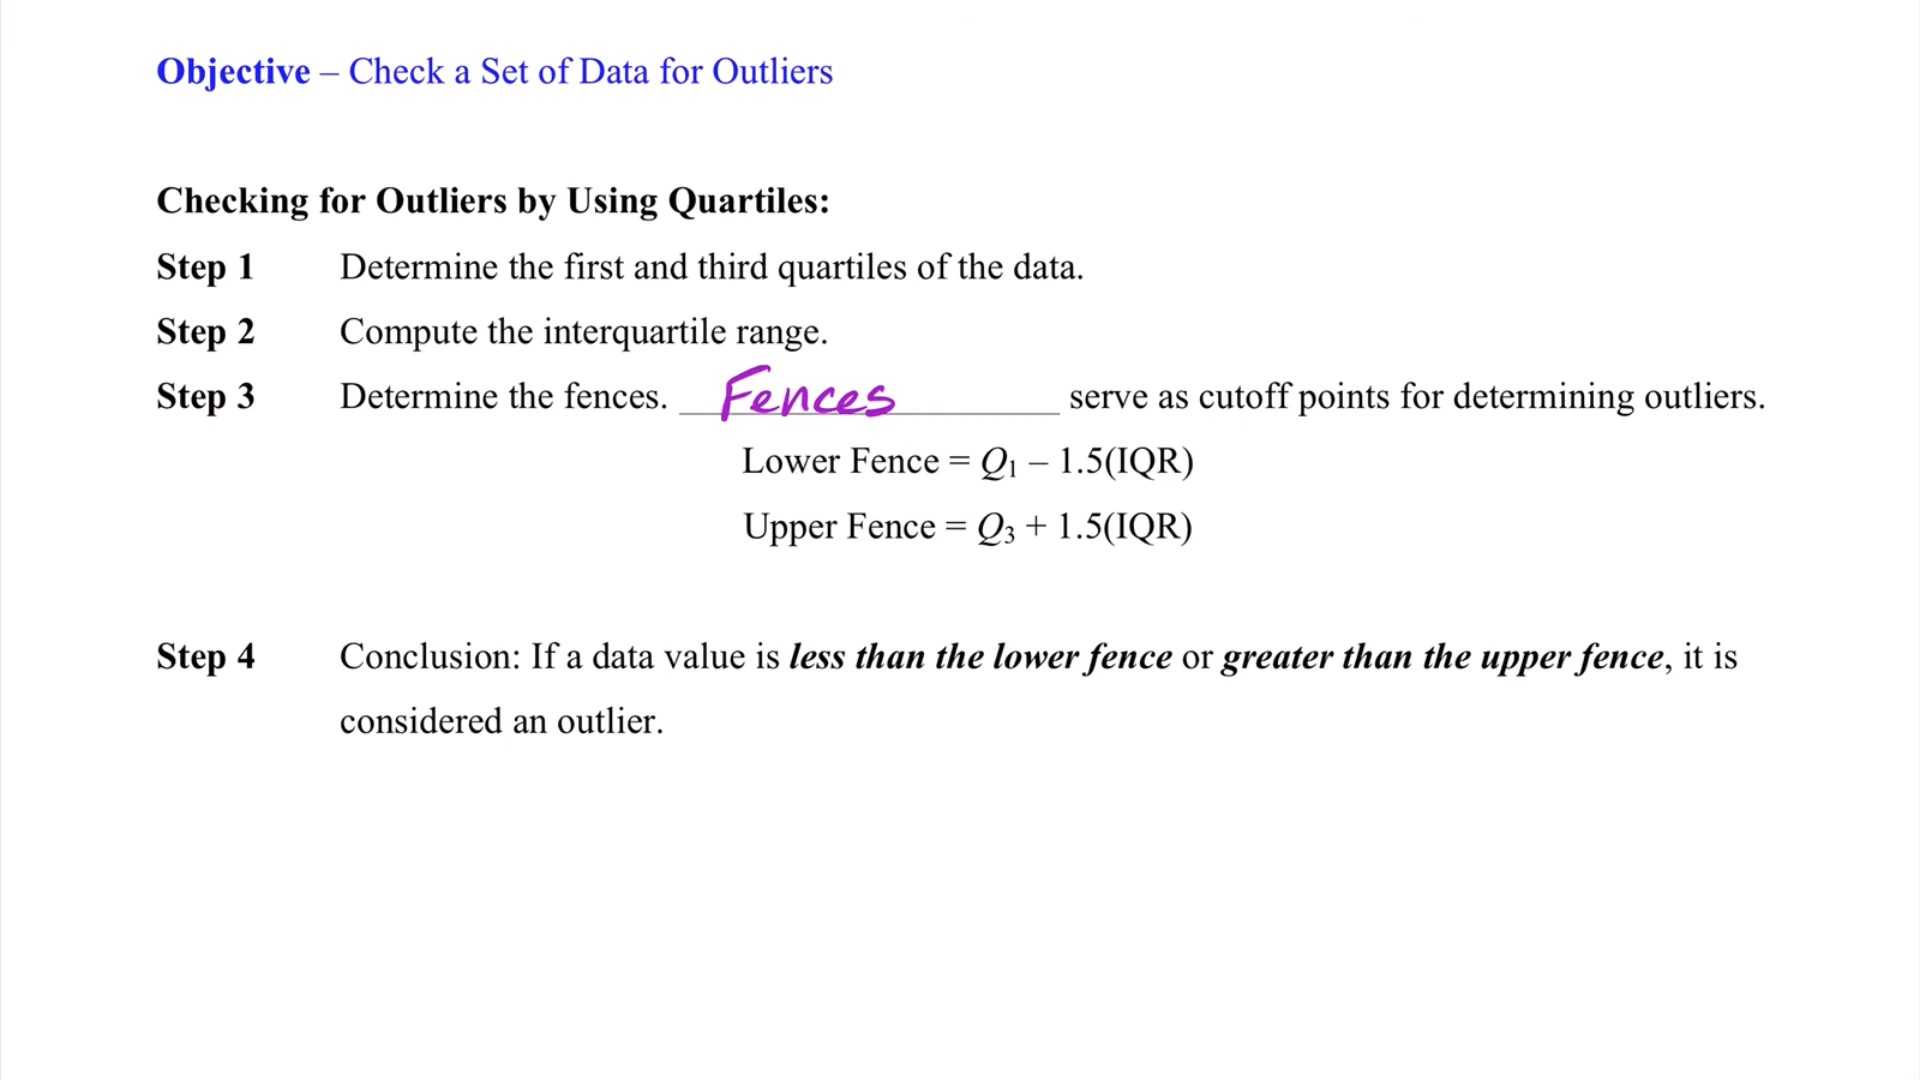 Objective – Check a Set of Data for Outliers
Checking for Outliers by Using Quartiles:
Step 1 Determine the first and third quartiles of the data.
Step 2 Compute the interquartile range.
Step 3 Determine the fences. Fences serve as cutoff points for determining outliers.
Lower Fence = Q₁ – 1.5(IQR)
Upper Fence = Q₃ + 1.5(IQR)
Step 4 Conclusion: If a data value is less than the lower fence or greater than the upper fence, it is
considered an outlier.